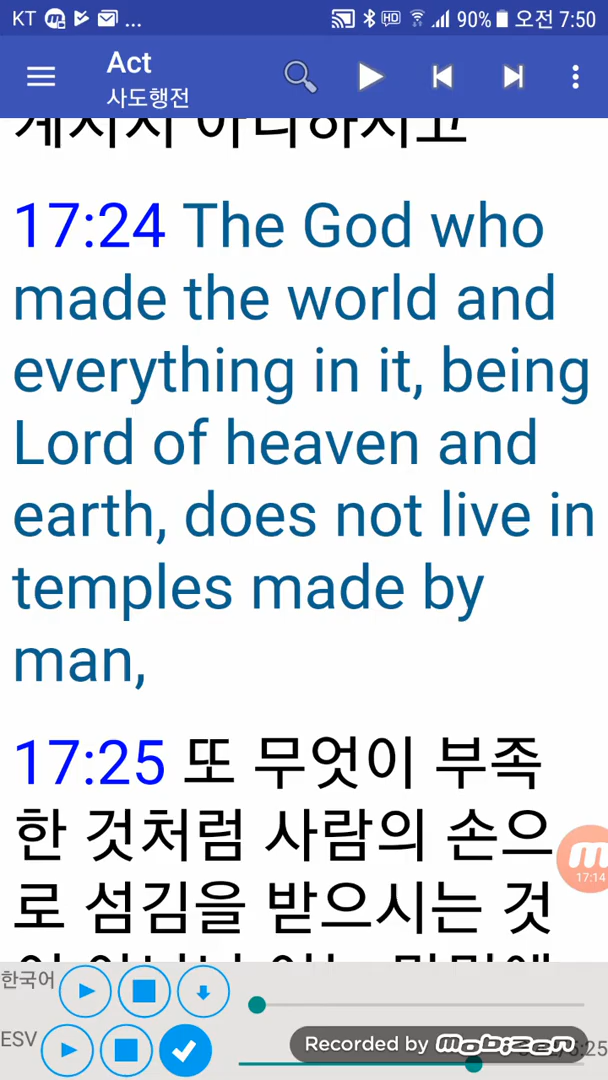 KT ... HD 90% 오전 7:50
Act
사도행전
17:24 The God who
made the world and
everything in it, being
Lord of heaven and
earth, does not live in
temples made by
man,
17:25 또 무엇이 부족
한 것처럼 사람의 손으
로 섬김을 받으시는 것
17:14
한국어
ESV
Recorded by mobizen